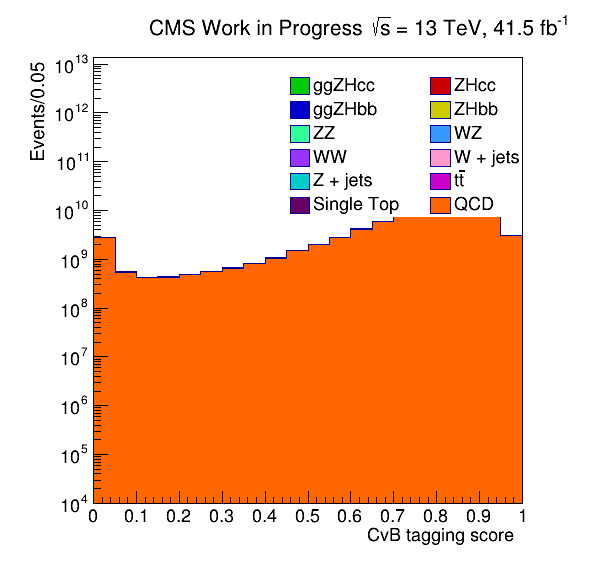 CMS Work in Progress √s = 13 TeV, 41.5 fb⁻¹
Events/0.05
10¹³
10¹²
10¹¹
10¹⁰
10⁹
10⁸
10⁷
10⁶
10⁵
10⁴
ggZHcc ZHcc
ggZHbb ZHbb
ZZ WZ
WW W + jets
Z + jets tt̄
Single Top QCD
0 0.1 0.2 0.3 0.4 0.5 0.6 0.7 0.8 0.9 1
CvB tagging score